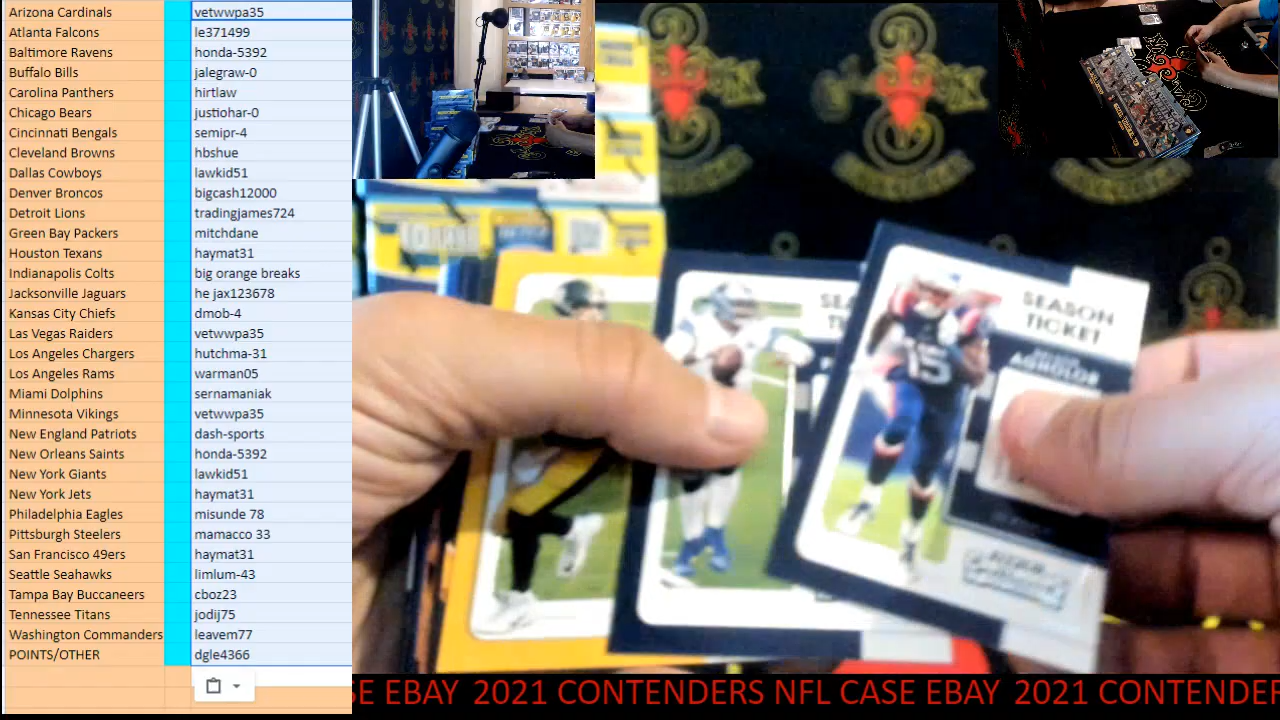 Arizona Cardinals vetwwpa35
Atlanta Falcons le371499
Baltimore Ravens honda-5392
Buffalo Bills jalegraw-0
Carolina Panthers hirtlaw
Chicago Bears justiohar-0
Cincinnati Bengals semipr-4
Cleveland Browns hbshue
Dallas Cowboys lawkid51
Denver Broncos bigcash12000
Detroit Lions tradingjames724
Green Bay Packers mitchdane
Houston Texans haymat31
Indianapolis Colts big orange breaks
Jacksonville Jaguars he jax123678
Kansas City Chiefs dmob-4
Las Vegas Raiders vetwwpa35
Los Angeles Chargers hutchma-31
Los Angeles Rams warman05
Miami Dolphins sernamaniak
Minnesota Vikings vetwwpa35
New England Patriots dash-sports
New Orleans Saints honda-5392
New York Giants lawkid51
New York Jets haymat31
Philadelphia Eagles misunde 78
Pittsburgh Steelers mamacco 33
San Francisco 49ers haymat31
Seattle Seahawks limlum-43
Tampa Bay Buccaneers cboz23
Tennessee Titans jodij75
Washington Commanders leavem77
POINTS/OTHER dgle4366
SEASON
TICKET
AGHOLOR
15
SE EBAY 2021 CONTENDERS NFL CASE EBAY 2021 CONTENDER